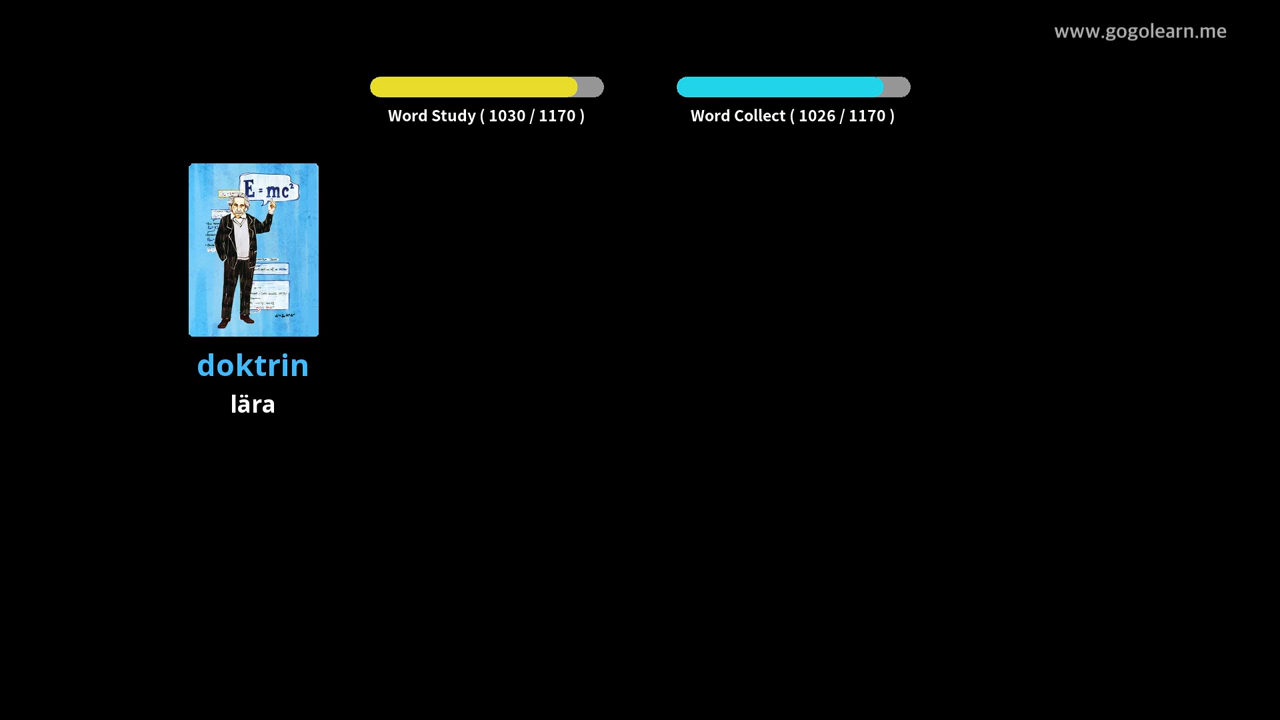 www.gogolearn.me
Word Study ( 1030 / 1170 )
Word Collect ( 1026 / 1170 )
E = mc²
doktrin
lära